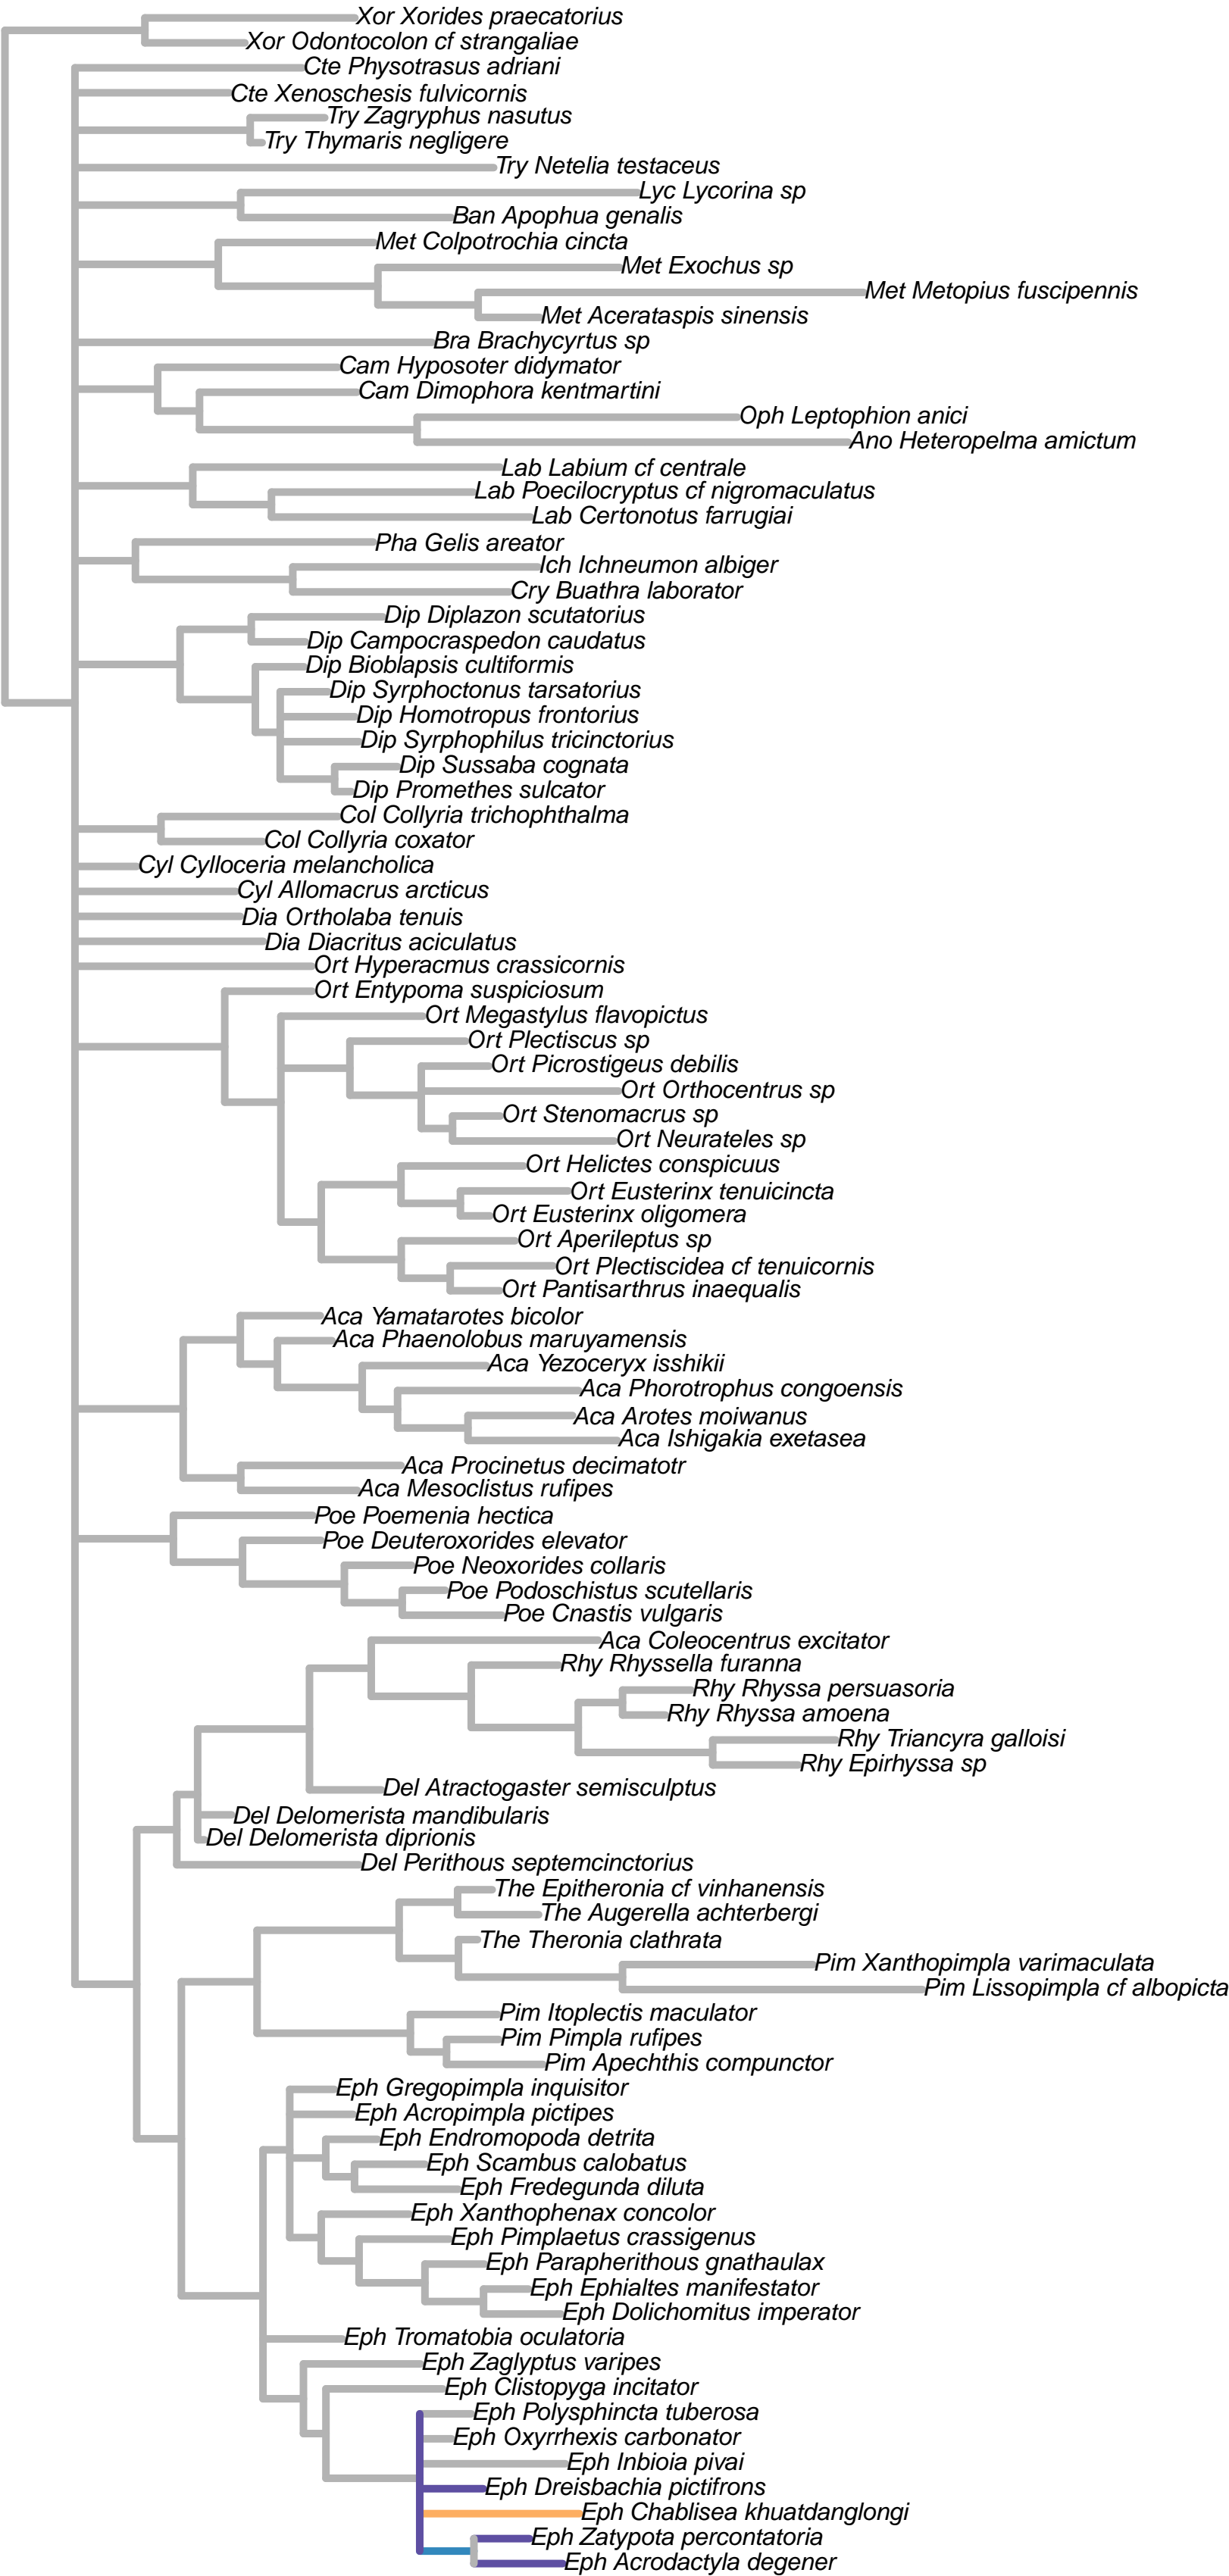 Xor Xorides praecatorius
Xor Odontocolon cf strangaliae
Cte Physotrasus adriani
Cte Xenoschesis fulvicornis
Try Zagryphus nasutus
Try Thymaris negligere
Try Netelia testaceus
Lyc Lycorina sp
Ban Apophua genalis
Met Colpotrochia cincta
Met Exochus sp
Met Metopius fuscipennis
Met Acerataspis sinensis
Bra Brachycyrtus sp
Cam Hyposoter didymator
Cam Dimophora kentmartini
Oph Leptophion anici
Ano Heteropelma amictum
Lab Labium cf centrale
Lab Poecilocryptus cf nigromaculatus
Lab Certonotus farrugiai
Pha Gelis areator
Ich Ichneumon albiger
Cry Buathra laborator
Dip Diplazon scutatorius
Dip Campocraspedon caudatus
Dip Bioblapsis cultiformis
Dip Syrphoctonus tarsatorius
Dip Homotropus frontorius
Dip Syrphophilus tricinctorius
Dip Sussaba cognata
Dip Promethes sulcator
Col Collyria trichophthalma
Col Collyria coxator
Cyl Cylloceria melancholica
Cyl Allomacrus arcticus
Dia Ortholaba tenuis
Dia Diacritus aciculatus
Ort Hyperacmus crassicornis
Ort Entypoma suspiciosum
Ort Megastylus flavopictus
Ort Plectiscus sp
Ort Picrostigeus debilis
Ort Orthocentrus sp
Ort Stenomacrus sp
Ort Neurateles sp
Ort Helictes conspicuus
Ort Eusterinx tenuicincta
Ort Eusterinx oligomera
Ort Aperileptus sp
Ort Plectiscidea cf tenuicornis
Ort Pantisarthrus inaequalis
Aca Yamatarotes bicolor
Aca Phaenolobus maruyamensis
Aca Yezoceryx isshikii
Aca Phorotrophus congoensis
Aca Arotes moiwanus
Aca Ishigakia exetasea
Aca Procinetus decimatotr
Aca Mesoclistus rufipes
Poe Poemenia hectica
Poe Deuteroxorides elevator
Poe Neoxorides collaris
Poe Podoschistus scutellaris
Poe Cnastis vulgaris
Aca Coleocentrus excitator
Rhy Rhyssella furanna
Rhy Rhyssa persuasoria
Rhy Rhyssa amoena
Rhy Triancyra galloisi
Rhy Epirhyssa sp
Del Atractogaster semisculptus
Del Delomerista mandibularis
Del Delomerista diprionis
Del Perithous septemcinctorius
The Epitheronia cf vinhanensis
The Augerella achterbergi
The Theronia clathrata
Pim Xanthopimpla varimaculata
Pim Lissopimpla cf albopicta
Pim Itoplectis maculator
Pim Pimpla rufipes
Pim Apechthis compunctor
Eph Gregopimpla inquisitor
Eph Acropimpla pictipes
Eph Endromopoda detrita
Eph Scambus calobatus
Eph Fredegunda diluta
Eph Xanthophenax concolor
Eph Pimplaetus crassigenus
Eph Parapherithous gnathaulax
Eph Ephialtes manifestator
Eph Dolichomitus imperator
Eph Tromatobia oculatoria
Eph Zaglyptus varipes
Eph Clistopyga incitator
Eph Polysphincta tuberosa
Eph Oxyrrhexis carbonator
Eph Inbioia pivai
Eph Dreisbachia pictifrons
Eph Chablisea khuatdanglongi
Eph Zatypota percontatoria
Eph Acrodactyla degener